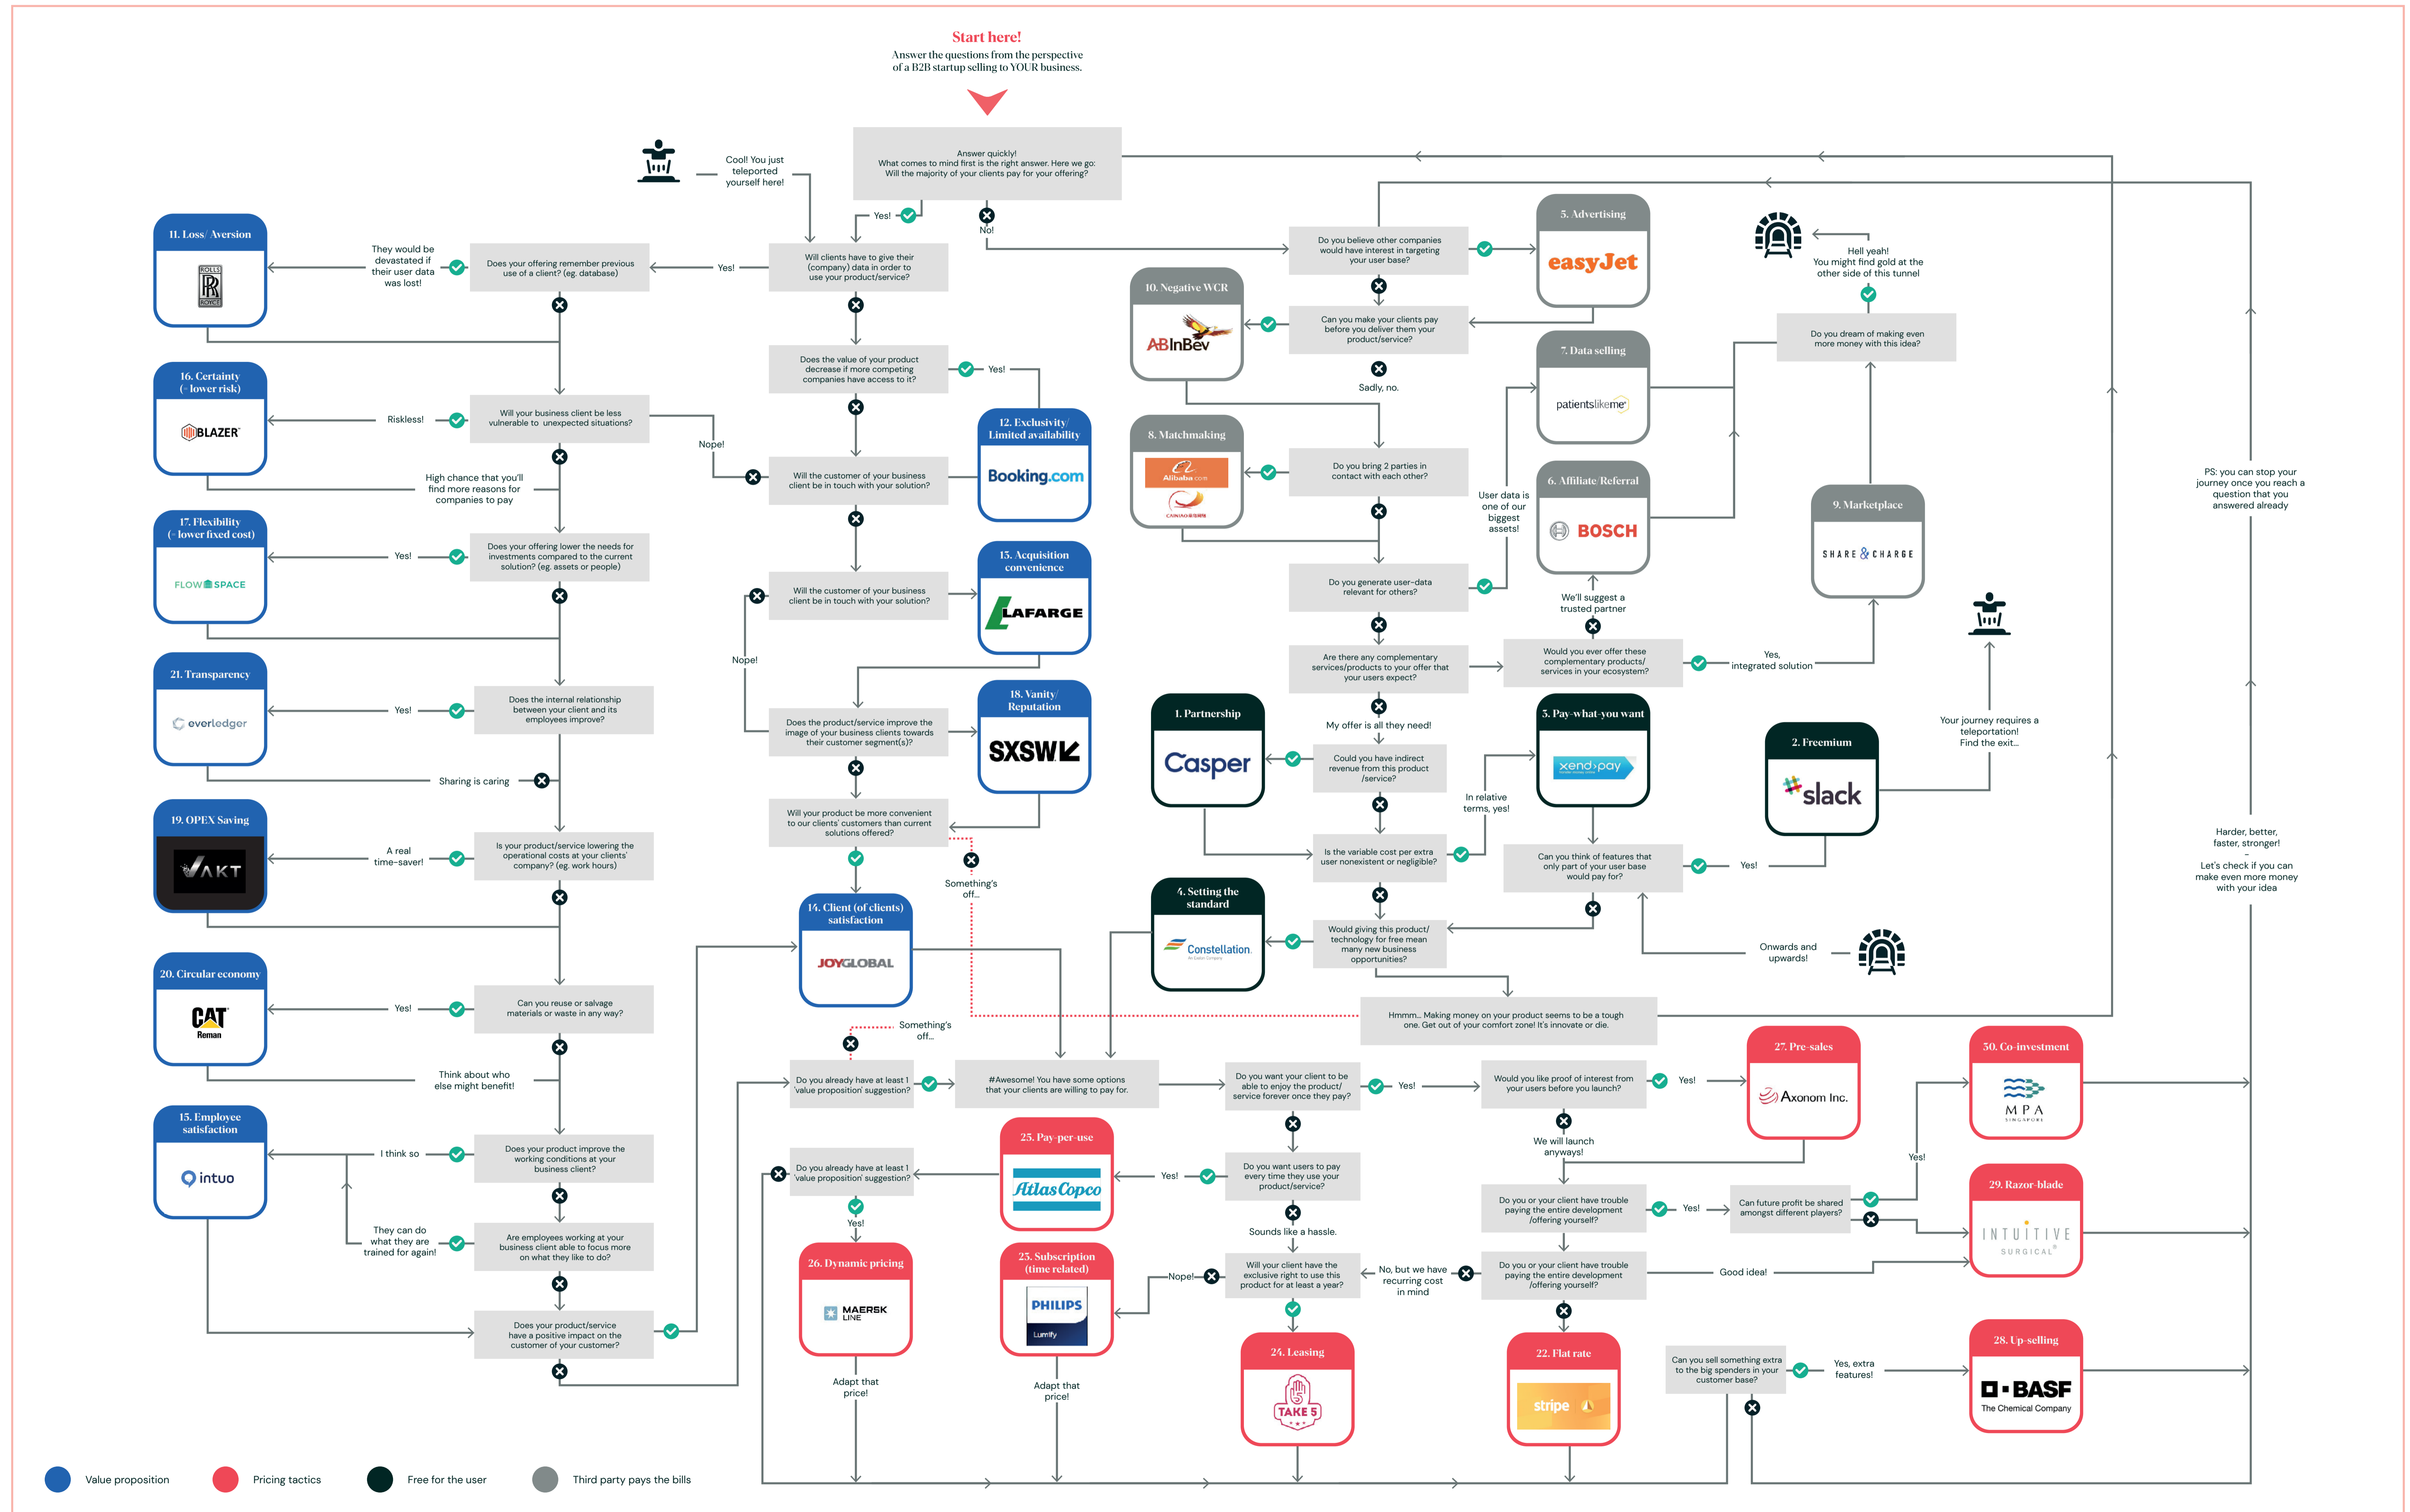 Start here!
Answer the questions from the perspective
of a B2B startup selling to YOUR business.
Answer quickly!
What comes to mind first is the right answer. Here we go:
Will the majority of your clients pay for your offering?
Cool! You just
teleported
yourself here!
Yes!
No!
11. Loss/ Aversion
ROLLS
RR
ROYCE
They would be
devastated if
their user data
was lost!
Does your offering remember previous
use of a client? (eg. database)
Yes!
Will clients have to give their
(company) data in order to
use your product/service?
16. Certainty
(= lower risk)
BLAZER
Riskless!
Will your business client be less
vulnerable to unexpected situations?
Nope!
High chance that you'll
find more reasons for
companies to pay
17. Flexibility
(= lower fixed cost)
FLOW SPACE
Yes!
Does your offering lower the needs for
investments compared to the current
solution? (eg. assets or people)
21. Transparency
everledger
Yes!
Does the internal relationship
between your client and its
employees improve?
Sharing is caring
19. OPEX Saving
VAKT
A real
time-saver!
Is your product/service lowering the
operational costs at your clients'
company? (eg. work hours)
20. Circular economy
CAT
Reman
Yes!
Can you reuse or salvage
materials or waste in any way?
Think about who
else might benefit!
15. Employee
satisfaction
intuo
I think so
Does your product improve the
working conditions at your
business client?
They can do
what they are
trained for again!
Are employees working at your
business client able to focus more
on what they like to do?
Does your product/service
have a positive impact on the
customer of your customer?
Does the value of your product
decrease if more competing
companies have access to it?
Yes!
12. Exclusivity/
Limited availability
Booking.com
Will the customer of your business
client be in touch with your solution?
13. Acquisition
convenience
LAFARGE
Will the customer of your business
client be in touch with your solution?
Nope!
18. Vanity/
Reputation
SXSW
Does the product/service improve the
image of your business clients towards
their customer segment(s)?
Will your product be more convenient
to our clients' customers than current
solutions offered?
Something's
off...
14. Client (of clients)
satisfaction
JOYGLOBAL
Something's
off...
Do you already have at least 1
'value proposition' suggestion?
#Awesome! You have some options
that your clients are willing to pay for.
Do you believe other companies
would have interest in targeting
your user base?
5. Advertising
easyJet
10. Negative WCR
ABInBev
Can you make your clients pay
before you deliver them your
product/service?
Sadly, no.
8. Matchmaking
Alibaba.com
CAINIAO
Do you bring 2 parties in
contact with each other?
7. Data selling
patientslikeme
User data is
one of our
biggest
assets!
6. Affiliate/Referral
BOSCH
Do you generate user-data
relevant for others?
We'll suggest a
trusted partner
Are there any complementary
services/products to your offer that
your users expect?
Would you ever offer these
complementary products/
services in your ecosystem?
Yes,
integrated solution
9. Marketplace
SHARE & CHARGE
Do you dream of making even
more money with this idea?
Hell yeah!
You might find gold at the
other side of this tunnel
My offer is all they need!
1. Partnership
Casper
Could you have indirect
revenue from this product
/service?
3. Pay-what-you want
xend pay
In relative
terms, yes!
Is the variable cost per extra
user nonexistent or negligible?
Can you think of features that
only part of your user base
would pay for?
Yes!
2. Freemium
slack
Your journey requires a
teleportation!
Find the exit...
4. Setting the
standard
Constellation
An Exelon Company
Would giving this product/
technology for free mean
many new business
opportunities?
Onwards and
upwards!
Hmmm... Making money on your product seems to be a tough
one. Get out of your comfort zone! It's innovate or die.
PS: you can stop your
journey once you reach a
question that you
answered already
Harder, better,
faster, stronger!
-
Let's check if you can
make even more money
with your idea
Do you want your client to be
able to enjoy the product/
service forever once they pay?
Yes!
Would you like proof of interest from
your users before you launch?
Yes!
27. Pre-sales
Axonom Inc.
30. Co-investment
MPA
SINGAPORE
We will launch
anyways!
Do you already have at least 1
'value proposition' suggestion?
25. Pay-per-use
Atlas Copco
Yes!
Do you want users to pay
every time they use your
product/service?
Do you or your client have trouble
paying the entire development
/offering yourself?
Yes!
Can future profit be shared
amongst different players?
Yes!
29. Razor-blade
INTUITIVE
SURGICAL
Yes!
26. Dynamic pricing
MAERSK
LINE
23. Subscription
(time related)
PHILIPS
Lumify
Nope!
Sounds like a hassle.
Will your client have the
exclusive right to use this
product for at least a year?
No, but we have
recurring cost
in mind
Do you or your client have trouble
paying the entire development
/offering yourself?
Good idea!
Adapt that
price!
Adapt that
price!
24. Leasing
TAKE 5
22. Flat rate
stripe
Can you sell something extra
to the big spenders in your
customer base?
Yes, extra
features!
28. Up-selling
BASF
The Chemical Company
Value proposition
Pricing tactics
Free for the user
Third party pays the bills